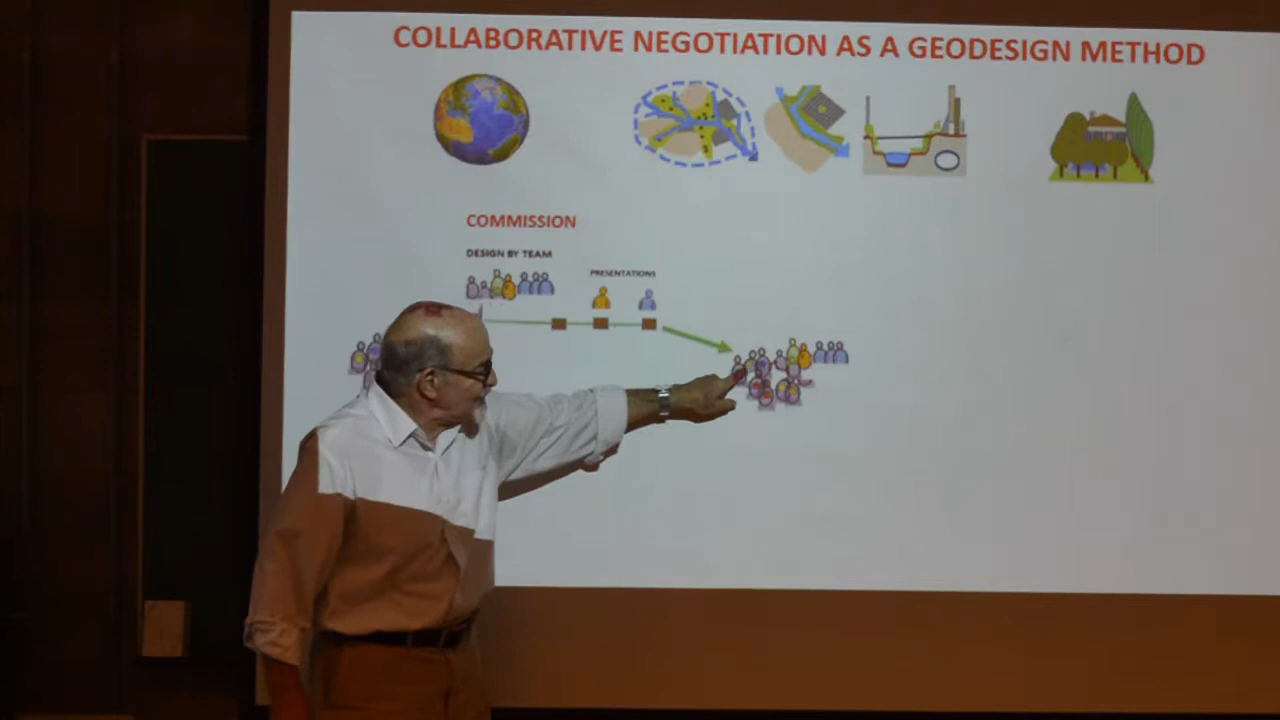 COLLABORATIVE NEGOTIATION AS A GEODESIGN METHOD
COMMISSION
DESIGN BY TEAM
PRESENTATIONS